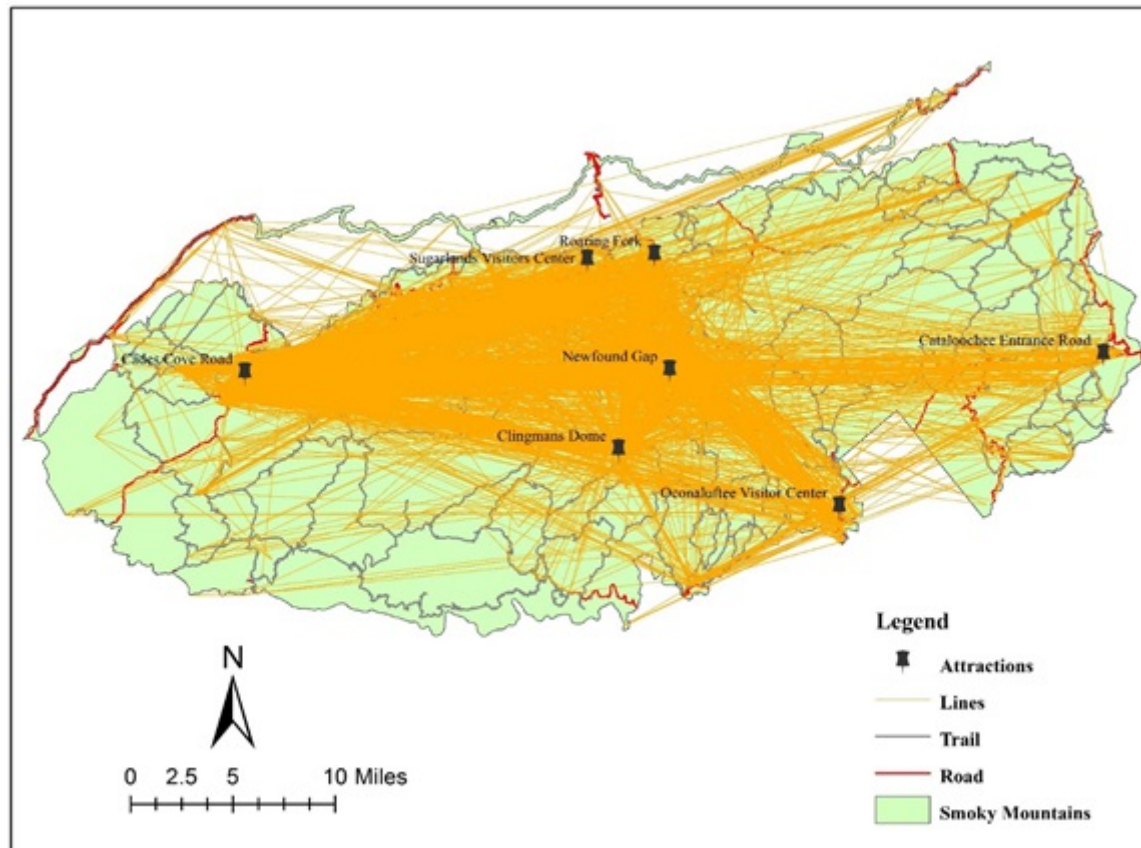 Roaring Fork
Sugarlands Visitors Center
Cades Cove Road
Newfound Gap
Cataloochee Entrance Road
Clingmans Dome
Oconaluftee Visitor Center
Legend
N
Attractions
Lines
Trail
Road
0 2.5 5 10 Miles
Smoky Mountains